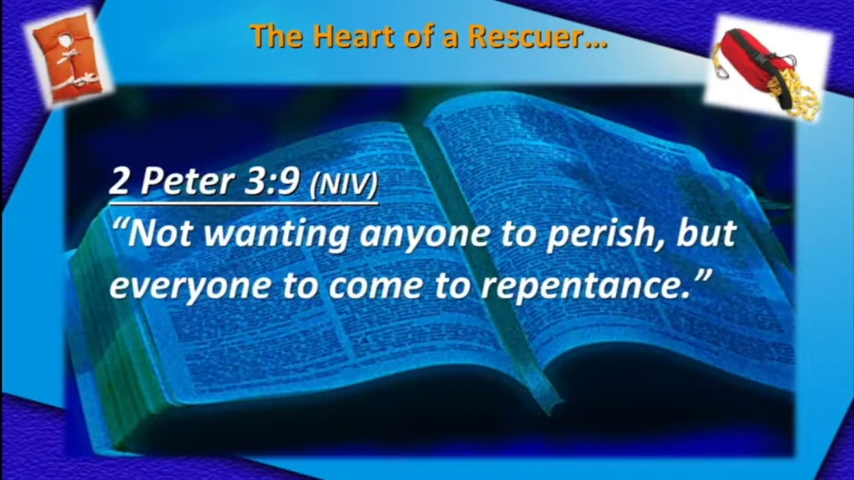 The Heart of a Rescuer...
2 Peter 3:9 (NIV)
“Not wanting anyone to perish, but
everyone to come to repentance.”